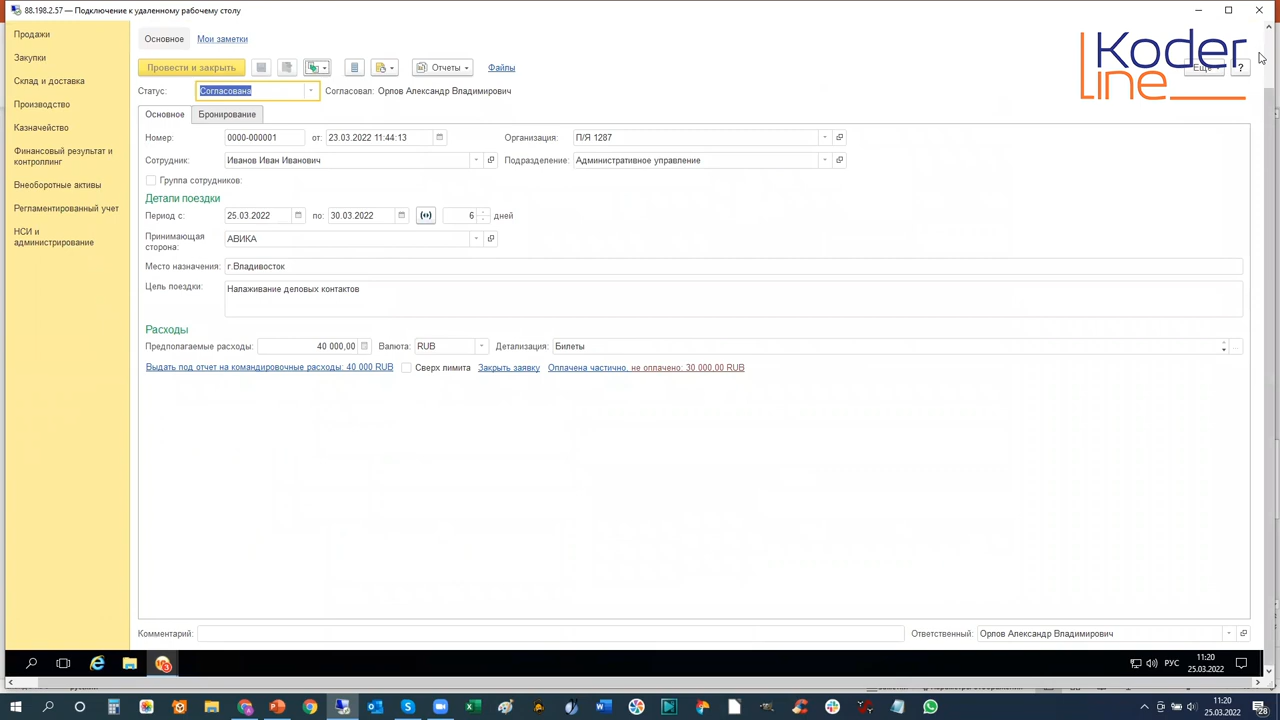 88.198.2.57 — Подключение к удаленному рабочему столу
Продажи
Закупки
Склад и доставка
Производство
Казначейство
Финансовый результат и
контроллинг
Внеоборотные активы
Регламентированный учет
НСИ и
администрирование
Основное Мои заметки
Koder
line
Провести и закрыть Отчеты Файлы Еще ?
Статус: Согласована Согласовал: Орлов Александр Владимирович
Основное Бронирование
Номер: 0000-000001 от: 23.03.2022 11:44:13 Организация: П/Я 1287
Сотрудник: Иванов Иван Иванович Подразделение: Административное управление
Группа сотрудников:
Детали поездки
Период с: 25.03.2022 по: 30.03.2022 6 дней
Принимающая
сторона: АВИКА
Место назначения: г.Владивосток
Цель поездки: Налаживание деловых контактов
Расходы
Предполагаемые расходы: 40 000,00 Валюта: RUB Детализация: Билеты
Выдать под отчет на командировочные расходы: 40 000 RUB Сверх лимита Закрыть заявку Оплачена частично, не оплачено: 30 000,00 RUB
Комментарий: Ответственный: Орлов Александр Владимирович
РУС 11:20
25.03.2022
11:20
25.03.2022
28